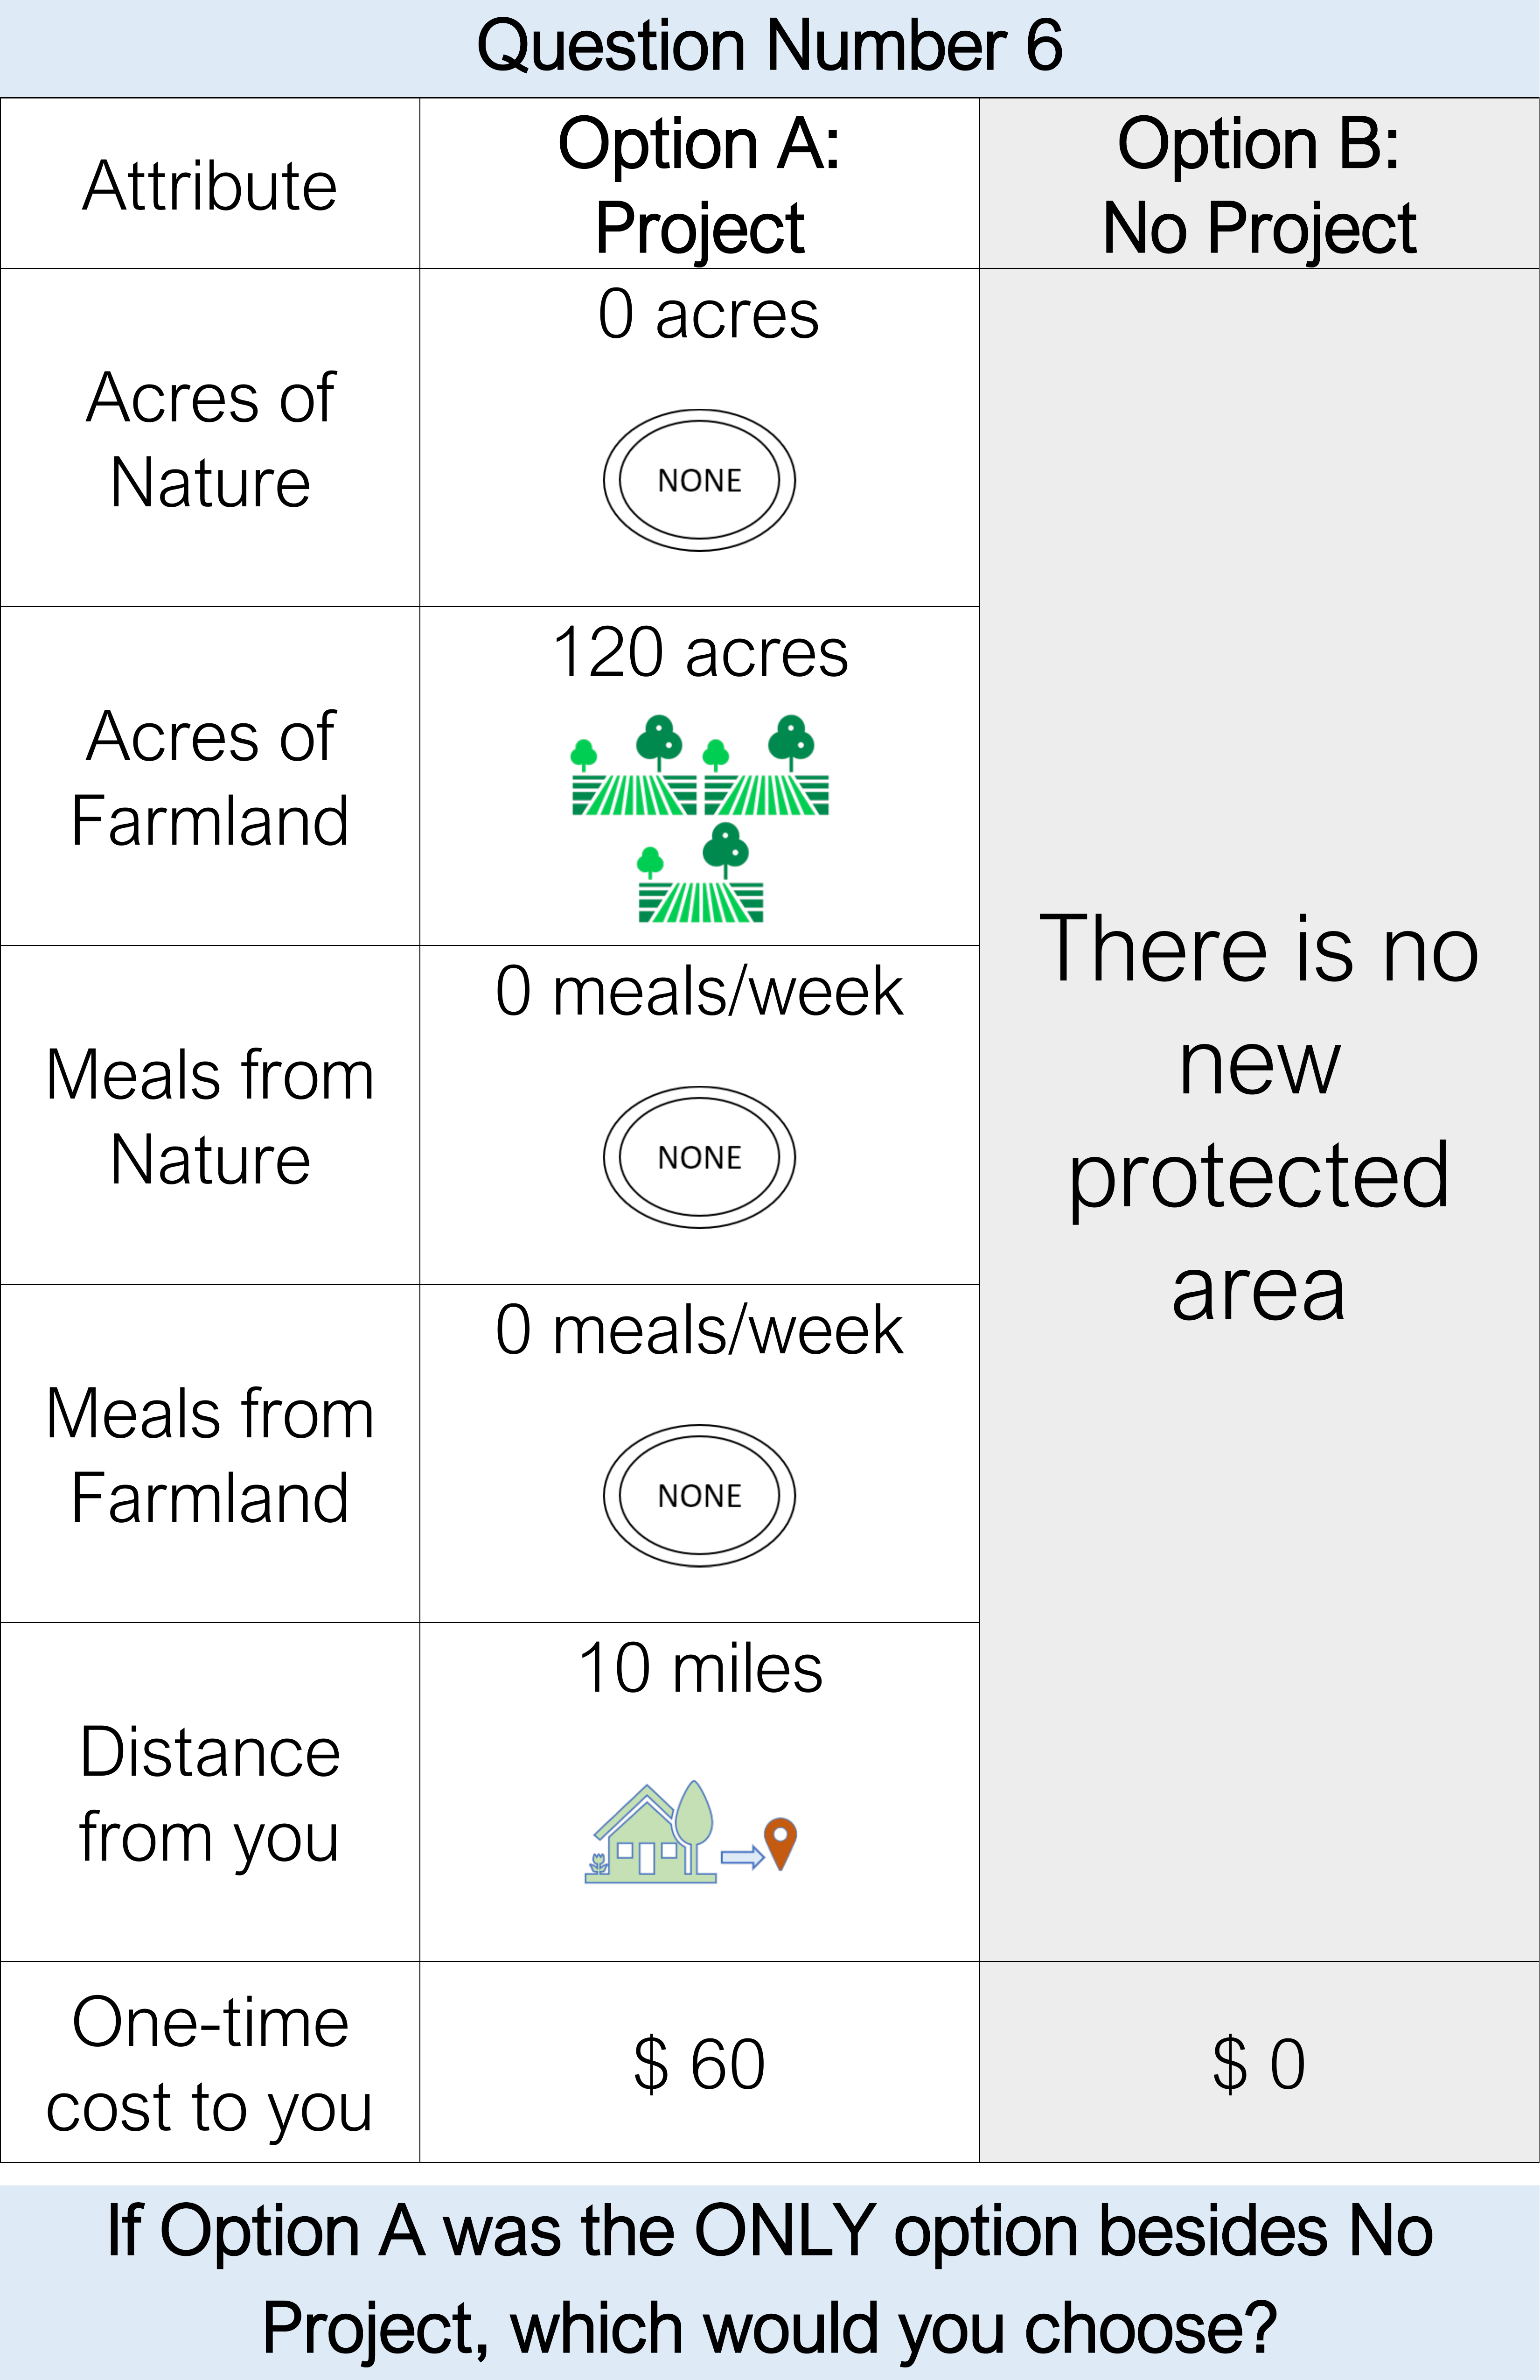 Question Number 6
Attribute
Option A:
Project
Option B:
No Project
Acres of
Nature
0 acres
NONE
Acres of
Farmland
120 acres
Meals from
Nature
0 meals/week
NONE
Meals from
Farmland
0 meals/week
NONE
Distance
from you
10 miles
There is no
new
protected
area
One-time
cost to you
$ 60
$ 0
If Option A was the ONLY option besides No
Project, which would you choose?